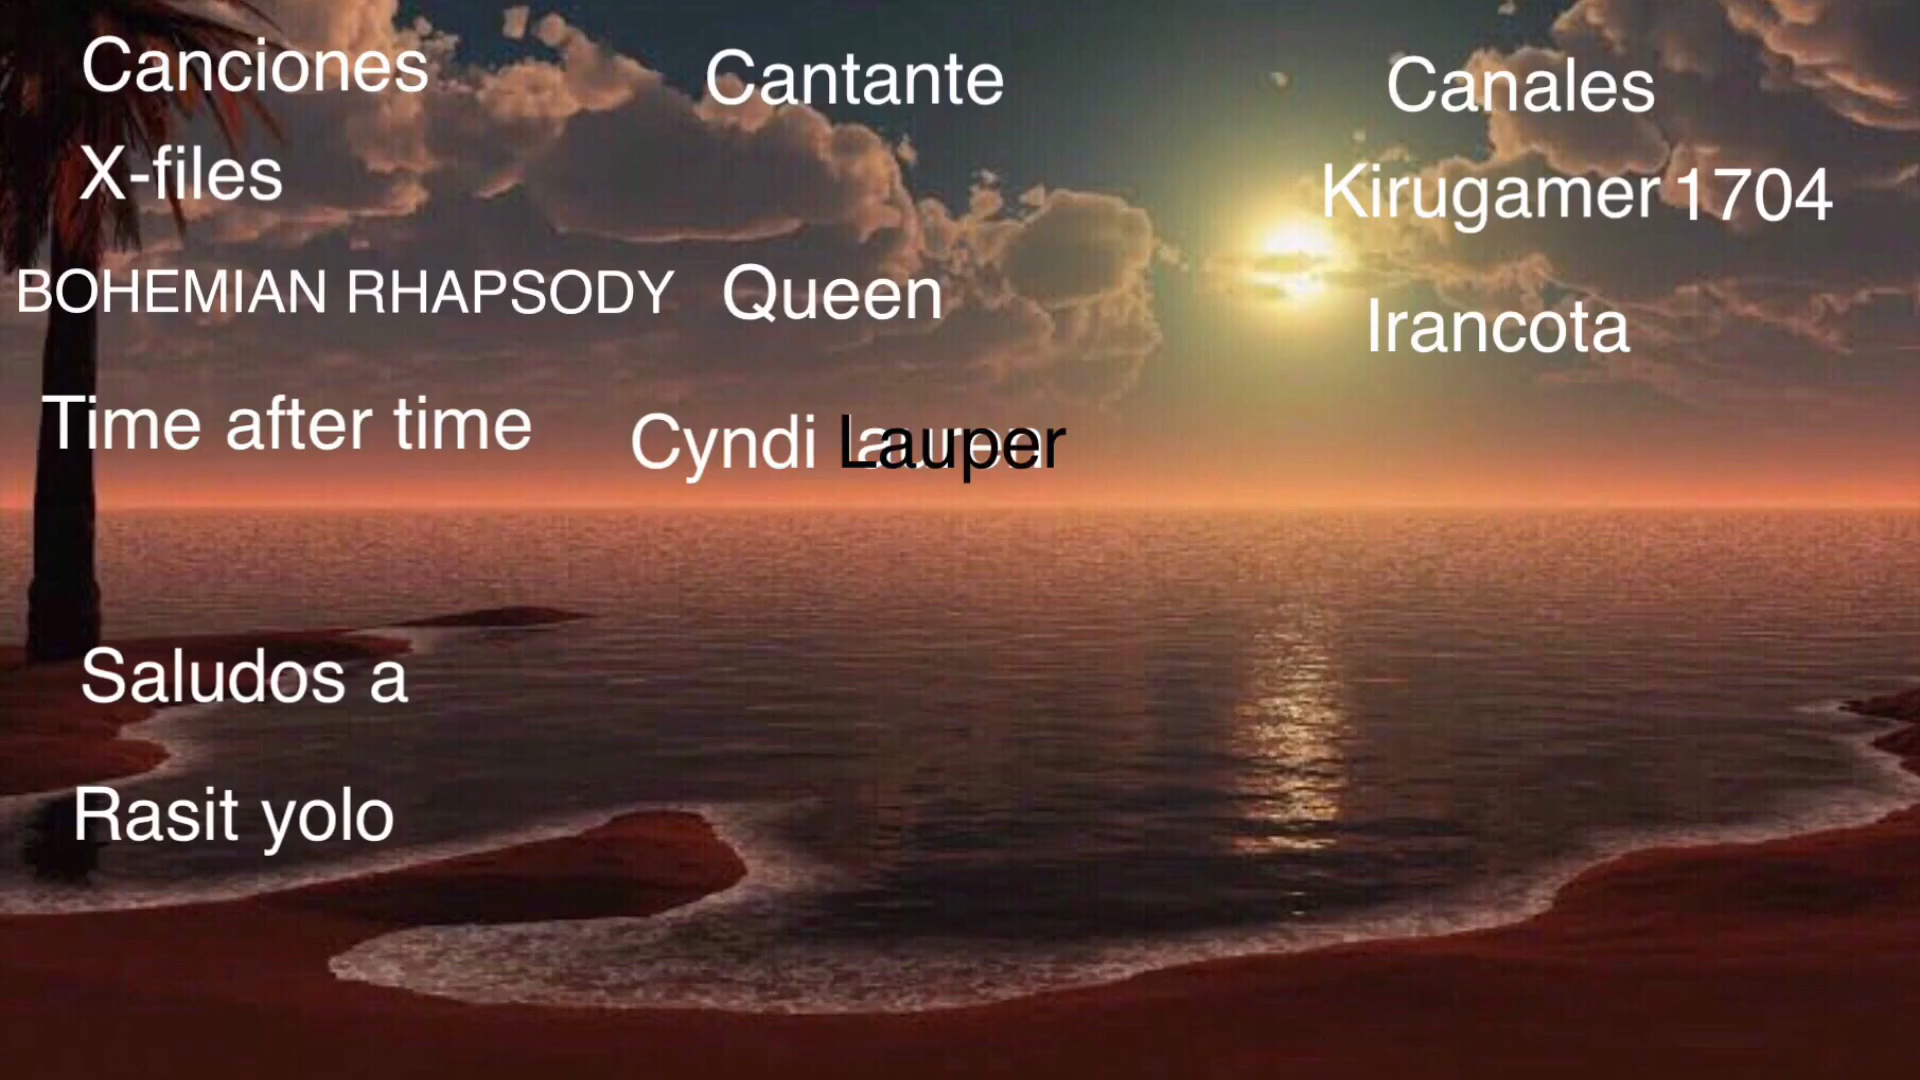 Canciones Cantante Canales
X-files Kirugamer 1704
BOHEMIAN RHAPSODY Queen Irancota
Time after time Cyndi Lauper
Saludos a
Rasit yolo